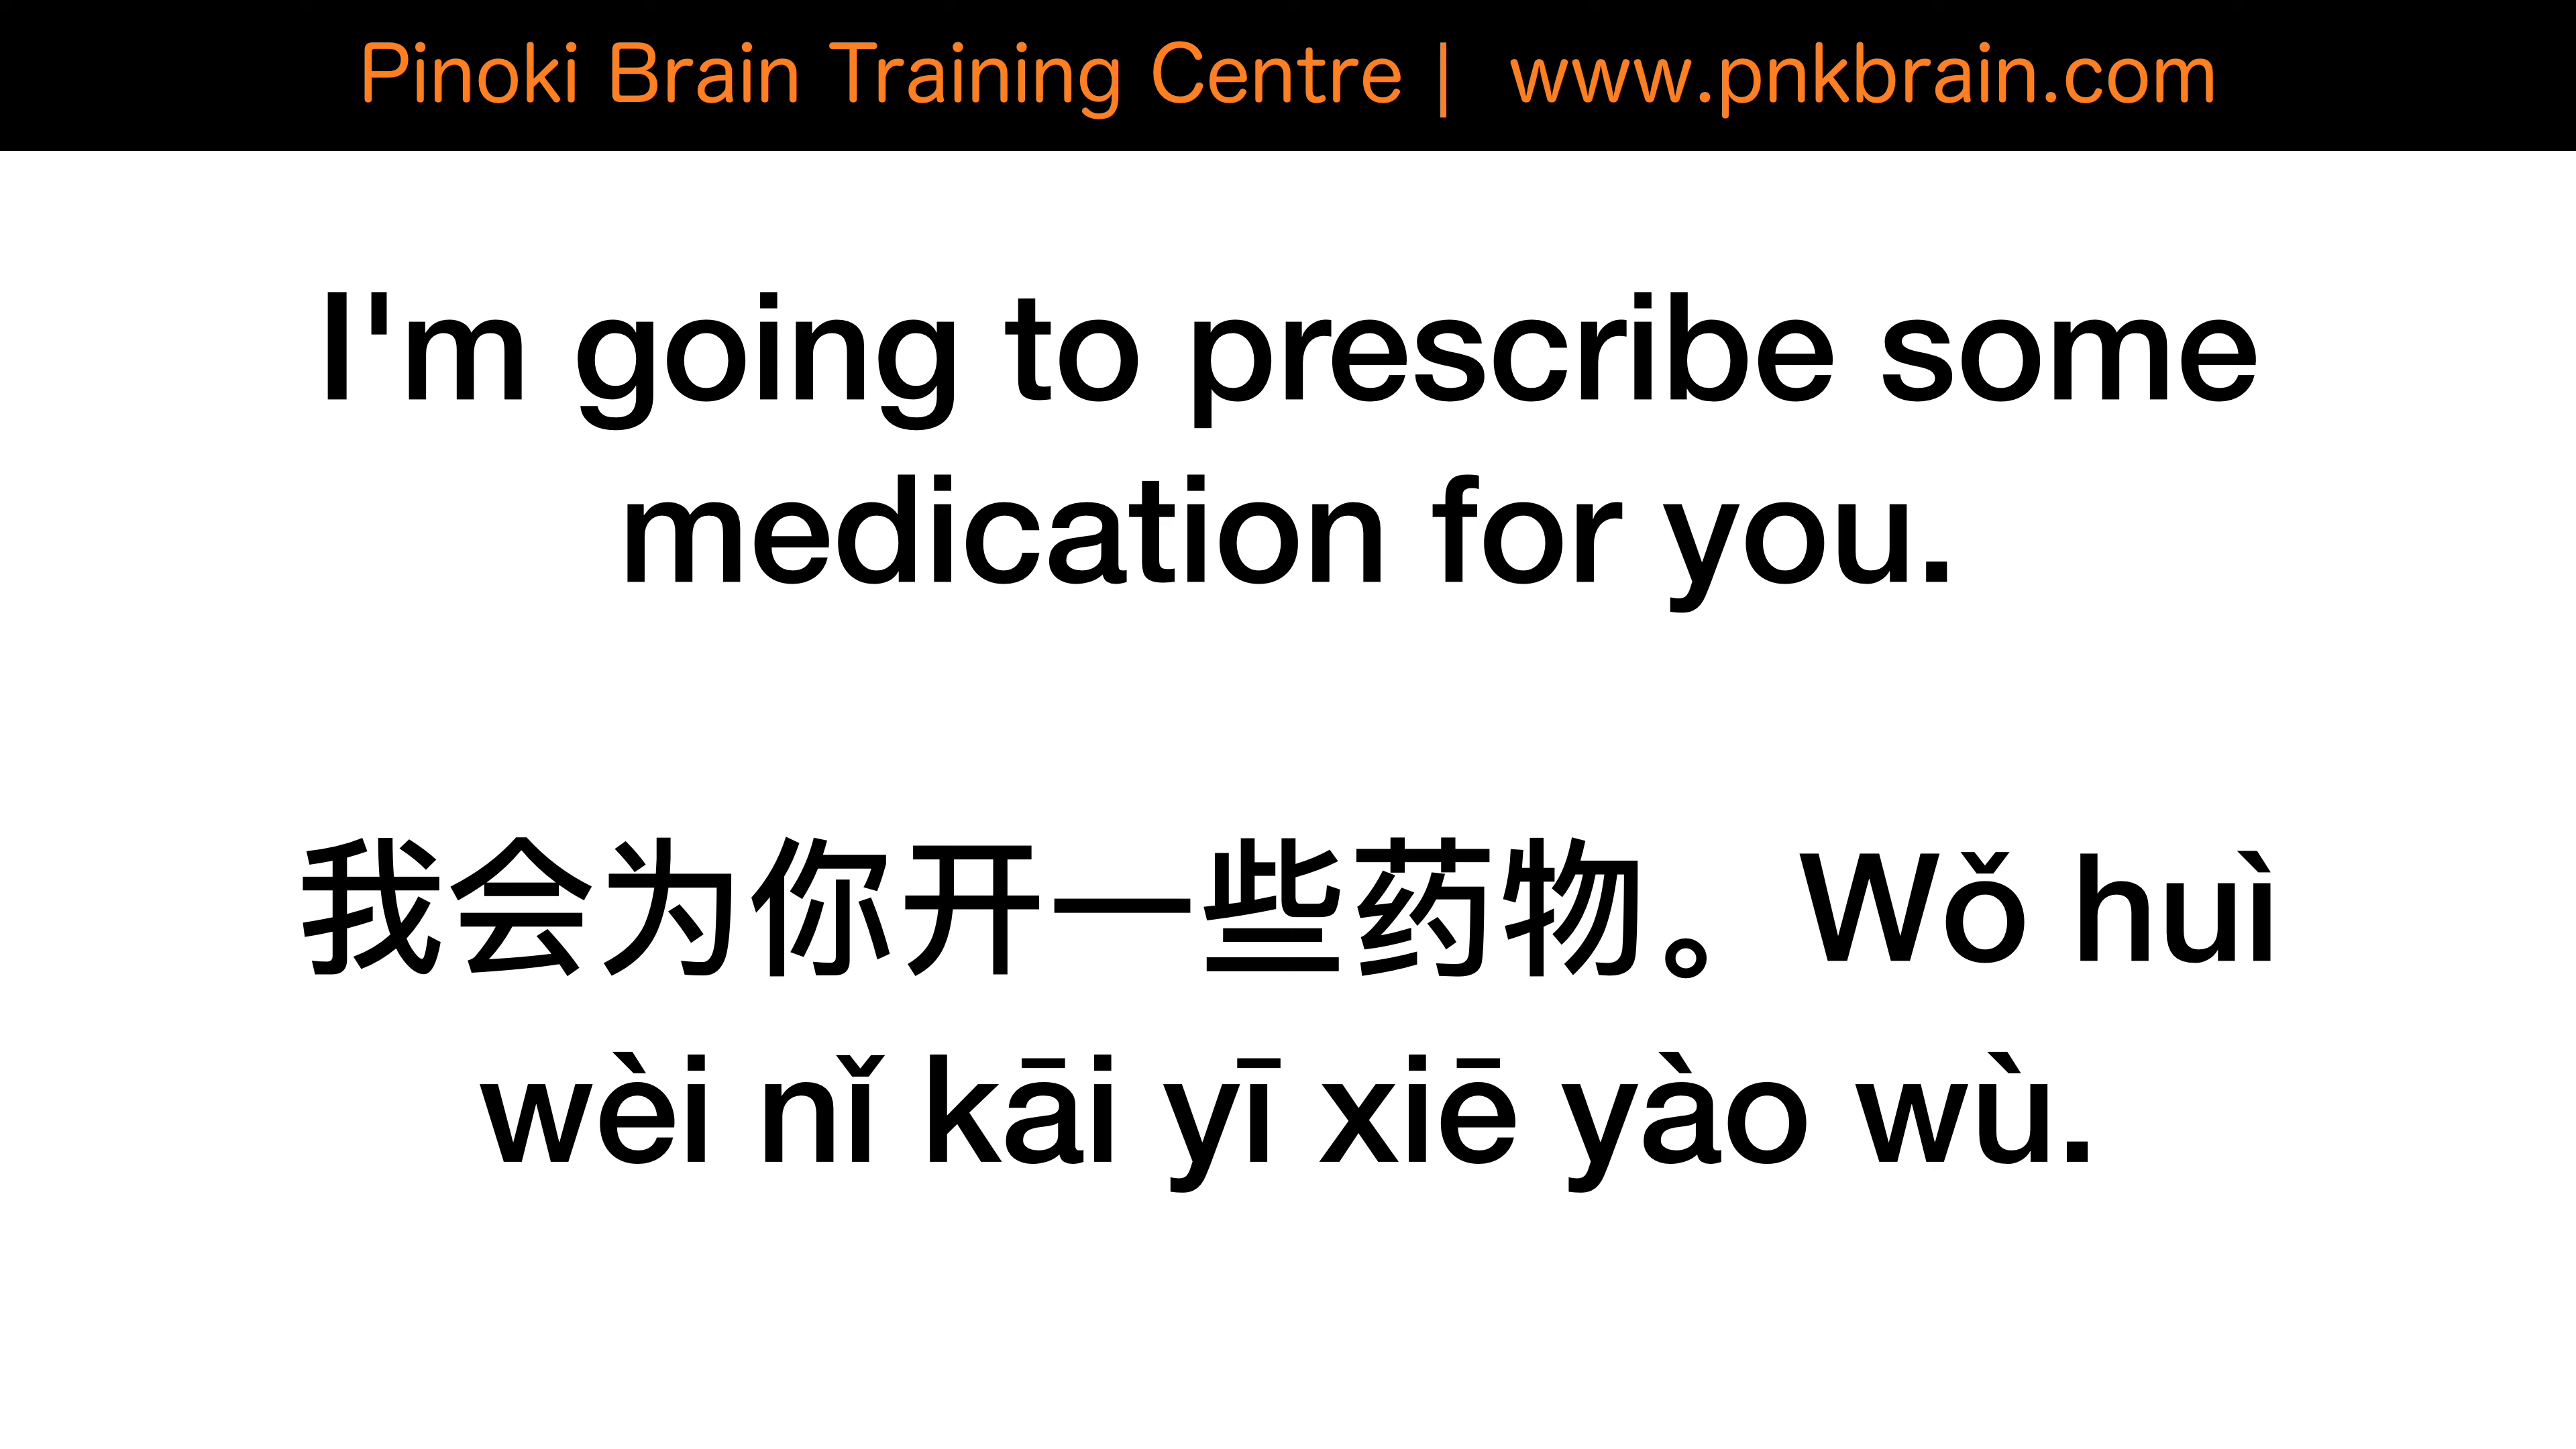 Pinoki Brain Training Centre | www.pnkbrain.com
I'm going to prescribe some
medication for you.
我会为你开一些药物。Wǒ huì
wèi nǐ kāi yī xiē yào wù.